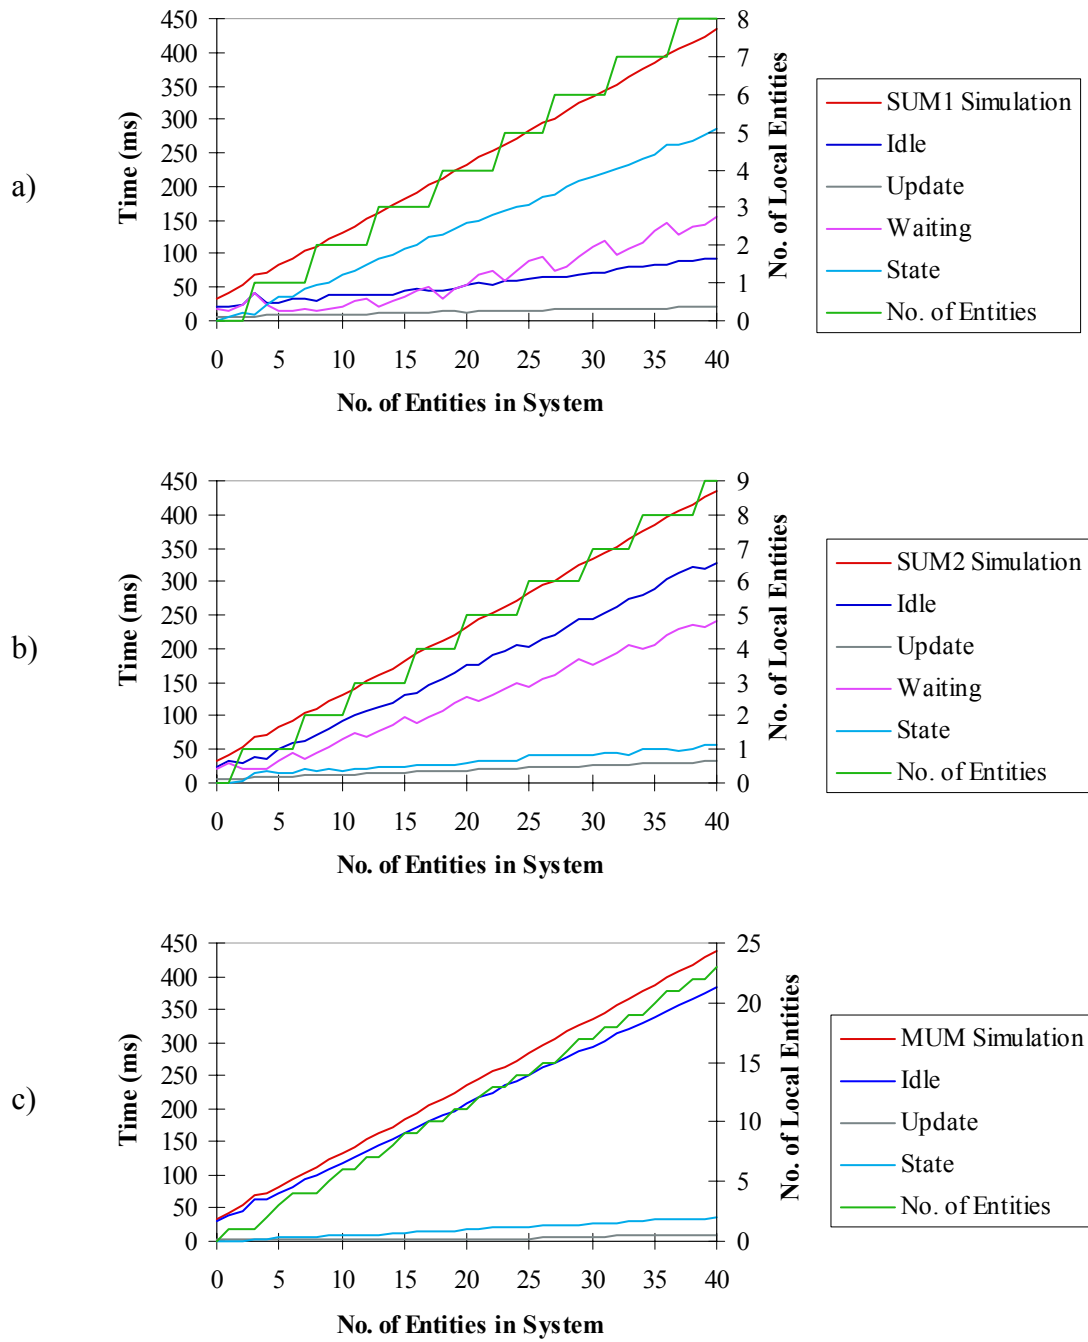 a)
Time (ms)
450
400
350
300
250
200
150
100
50
0
8
7
6
5
4
3
2
1
0
No. of Local Entities
0 5 10 15 20 25 30 35 40
No. of Entities in System
SUM1 Simulation
Idle
Update
Waiting
State
No. of Entities
b)
Time (ms)
450
400
350
300
250
200
150
100
50
0
9
8
7
6
5
4
3
2
1
0
No. of Local Entities
0 5 10 15 20 25 30 35 40
No. of Entities in System
SUM2 Simulation
Idle
Update
Waiting
State
No. of Entities
c)
Time (ms)
450
400
350
300
250
200
150
100
50
0
25
20
15
10
5
0
No. of Local Entities
0 5 10 15 20 25 30 35 40
No. of Entities in System
MUM Simulation
Idle
Update
State
No. of Entities